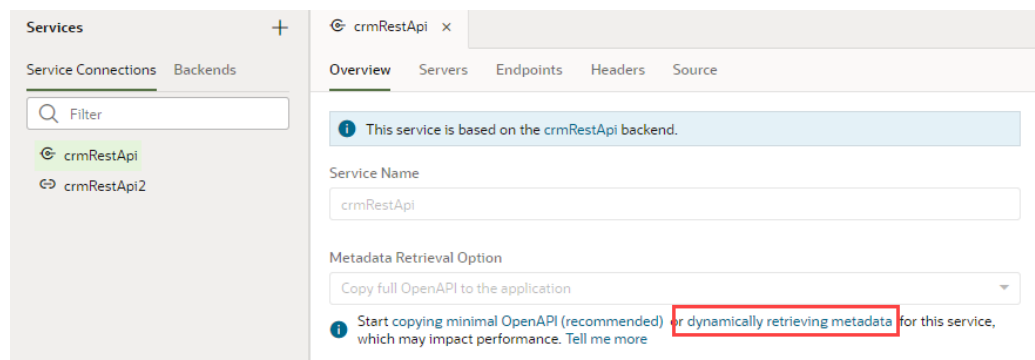 Services
Service Connections Backends
Filter
crmRestApi
crmRestApi2
crmRestApi
Overview Servers Endpoints Headers Source
This service is based on the crmRestApi backend.
Service Name
crmRestApi
Metadata Retrieval Option
Copy full OpenAPI to the application
Start copying minimal OpenAPI (recommended) or dynamically retrieving metadata for this service,
which may impact performance. Tell me more